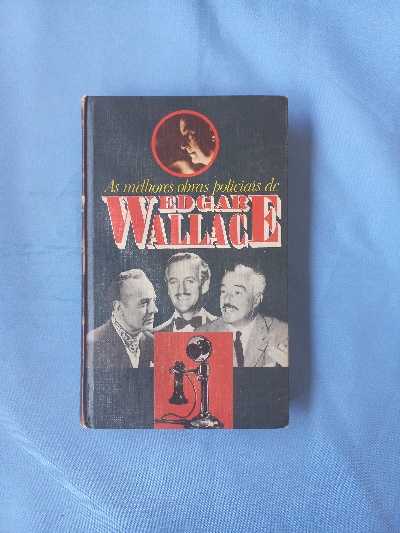 As melhores obras policiais de
EDGAR
WALLACE